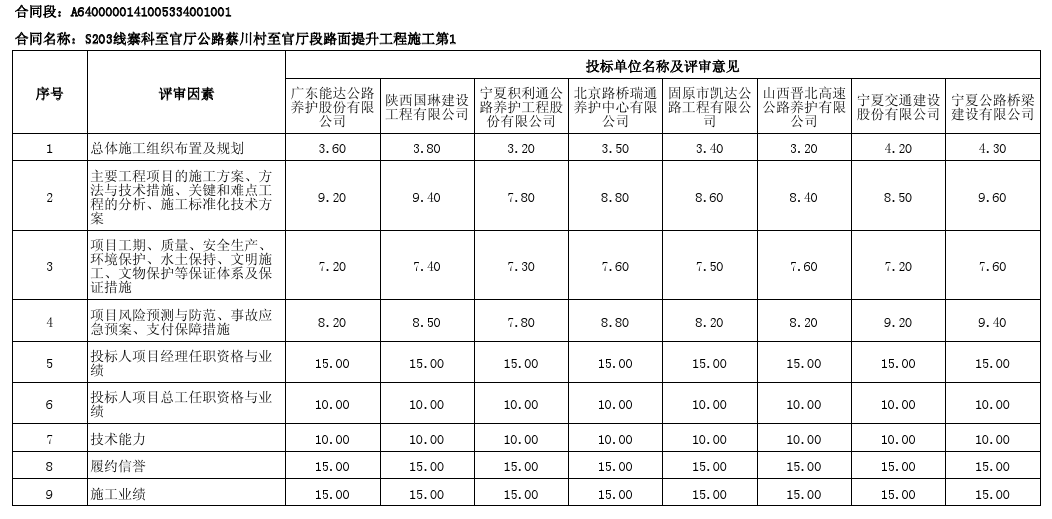 合同段：A6400000141005334001001
合同名称：S203线寨科至官厅公路蔡川村至官厅段路面提升工程施工第1
序号 评审因素 投标单位名称及评审意见
广东能达公路养护股份有限公司 陕西国琳建设工程有限公司 宁夏积利通公路养护工程股份有限公司 北京路桥瑞通养护中心有限公司 固原市凯达公路工程有限公司 山西晋北高速公路养护有限公司 宁夏交通建设股份有限公司 宁夏公路桥梁建设有限公司
1 总体施工组织布置及规划 3.60 3.80 3.20 3.50 3.40 3.20 4.20 4.30
2 主要工程项目的施工方案、方法与技术措施、关键和难点工程的分析、施工标准化技术方案 9.20 9.40 7.80 8.80 8.60 8.40 8.50 9.60
3 项目工期、质量、安全生产、环境保护、水土保持、文明施工、文物保护等保证体系及保证措施 7.20 7.40 7.30 7.60 7.50 7.60 7.20 7.60
4 项目风险预测与防范、事故应急预案、支付保障措施 8.20 8.50 7.80 8.80 8.20 8.20 9.20 9.40
5 投标人项目经理任职资格与业绩 15.00 15.00 15.00 15.00 15.00 15.00 15.00 15.00
6 投标人项目总工任职资格与业绩 10.00 10.00 10.00 10.00 10.00 10.00 10.00 10.00
7 技术能力 10.00 10.00 10.00 10.00 10.00 10.00 10.00 10.00
8 履约信誉 15.00 15.00 15.00 15.00 15.00 15.00 15.00 15.00
9 施工业绩 15.00 15.00 15.00 15.00 15.00 15.00 15.00 15.00